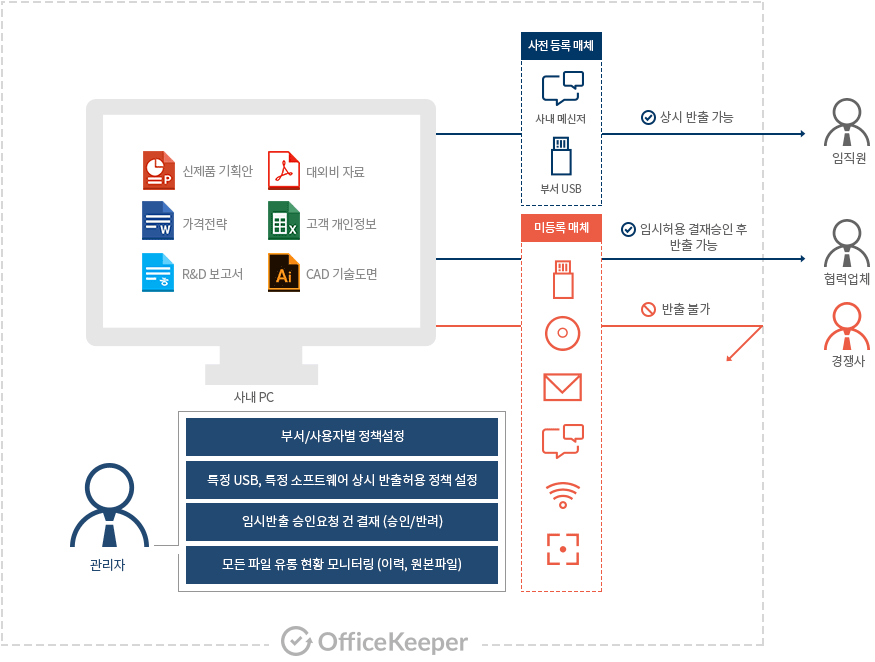 사전 등록 매체
사내 메신저
부서 USB
상시 반출 가능
임직원
P
신제품 기획안
대외비 자료
W
가격전략
X
고객 개인정보
ㅎ
R&D 보고서
Ai
CAD 기술도면
사내 PC
미등록 매체
임시허용 결재승인 후
반출 가능
협력업체
반출 불가
경쟁사
부서/사용자별 정책설정
특정 USB, 특정 소프트웨어 상시 반출허용 정책 설정
임시반출 승인요청 건 결재 (승인/반려)
모든 파일 유통 현황 모니터링 (이력, 원본파일)
관리자
OfficeKeeper